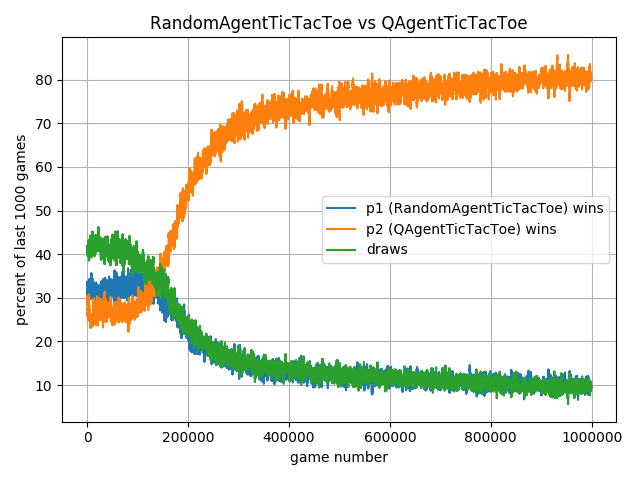 RandomAgentTicTacToe vs QAgentTicTacToe
percent of last 1000 games
80
70
60
50
40
30
20
10
p1 (RandomAgentTicTacToe) wins
p2 (QAgentTicTacToe) wins
draws
0 200000 400000 600000 800000 1000000
game number